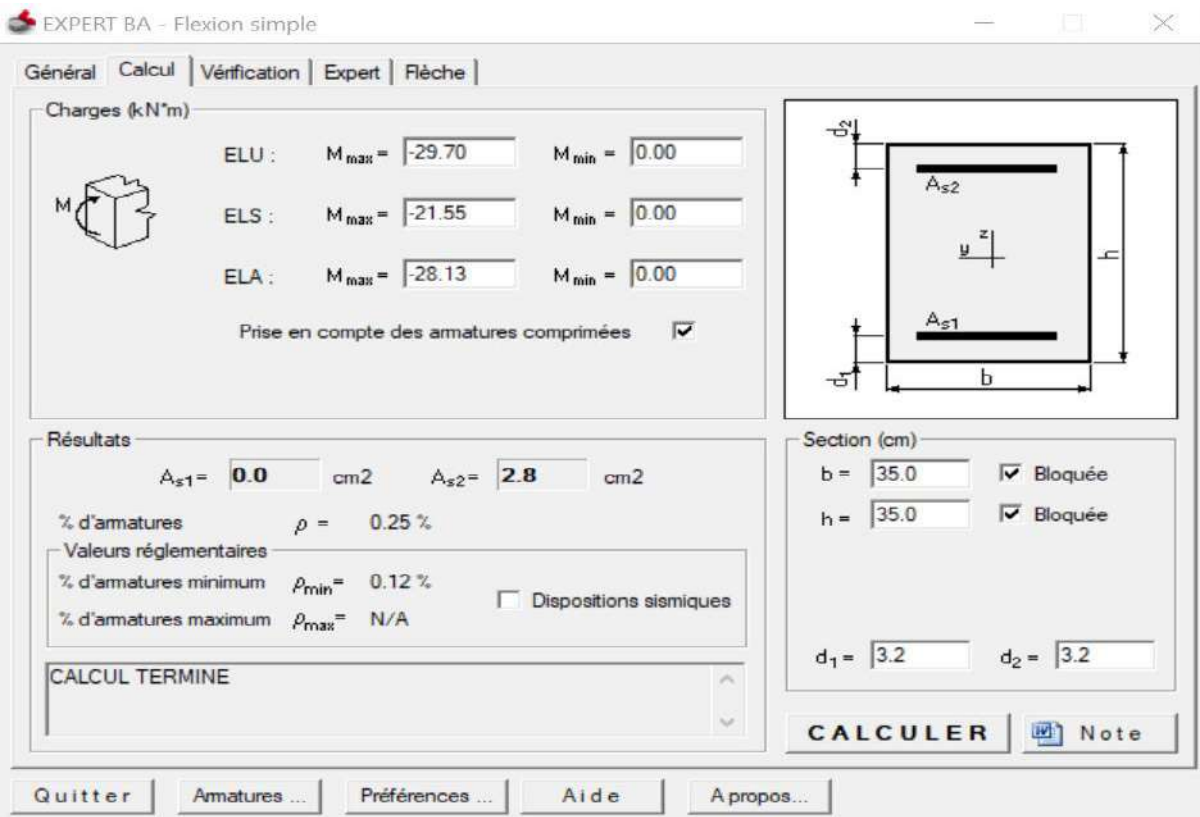 EXPERT BA - Flexion simple
Général Calcul Vérification Expert Flèche
Charges (kN*m)
ELU : M max = -29.70 M min = 0.00
ELS : M max = -21.55 M min = 0.00
ELA : M max = -28.13 M min = 0.00
M
Prise en compte des armatures comprimées
d2
As2
z
y
h
As1
d1
b
Résultats
As1= 0.0 cm2 As2= 2.8 cm2
% d'armatures ρ = 0.25 %
Valeurs réglementaires
% d'armatures minimum ρmin= 0.12 %
Dispositions sismiques
% d'armatures maximum ρmax= N/A
CALCUL TERMINE
Section (cm)
b = 35.0 Bloquée
h = 35.0 Bloquée
d1 = 3.2 d2 = 3.2
CALCULER Note
Quitter Armatures ... Préférences ... Aide A propos...